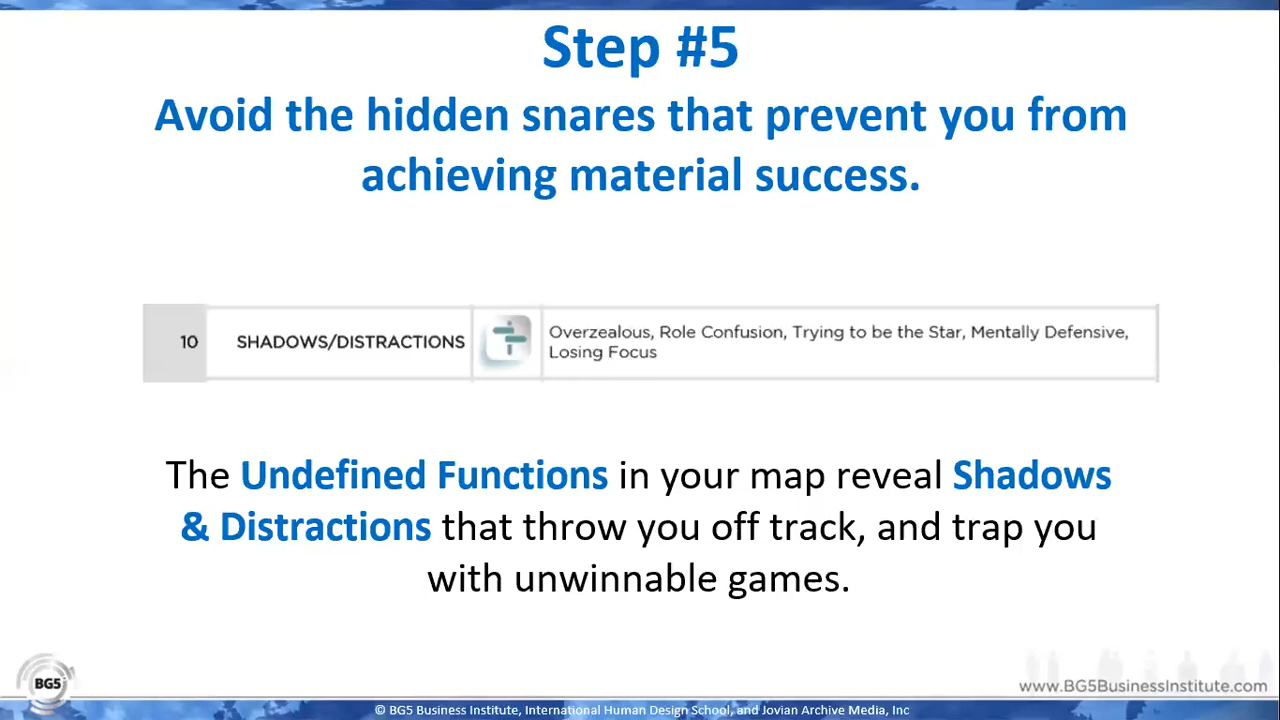 Step #5
Avoid the hidden snares that prevent you from
achieving material success.
10 SHADOWS/DISTRACTIONS Overzealous, Role Confusion, Trying to be the Star, Mentally Defensive,
Losing Focus
The Undefined Functions in your map reveal Shadows
& Distractions that throw you off track, and trap you
with unwinnable games.
BG5
www.BG5BusinessInstitute.com
© BG5 Business Institute, International Human Design School, and Jovian Archive Media, Inc